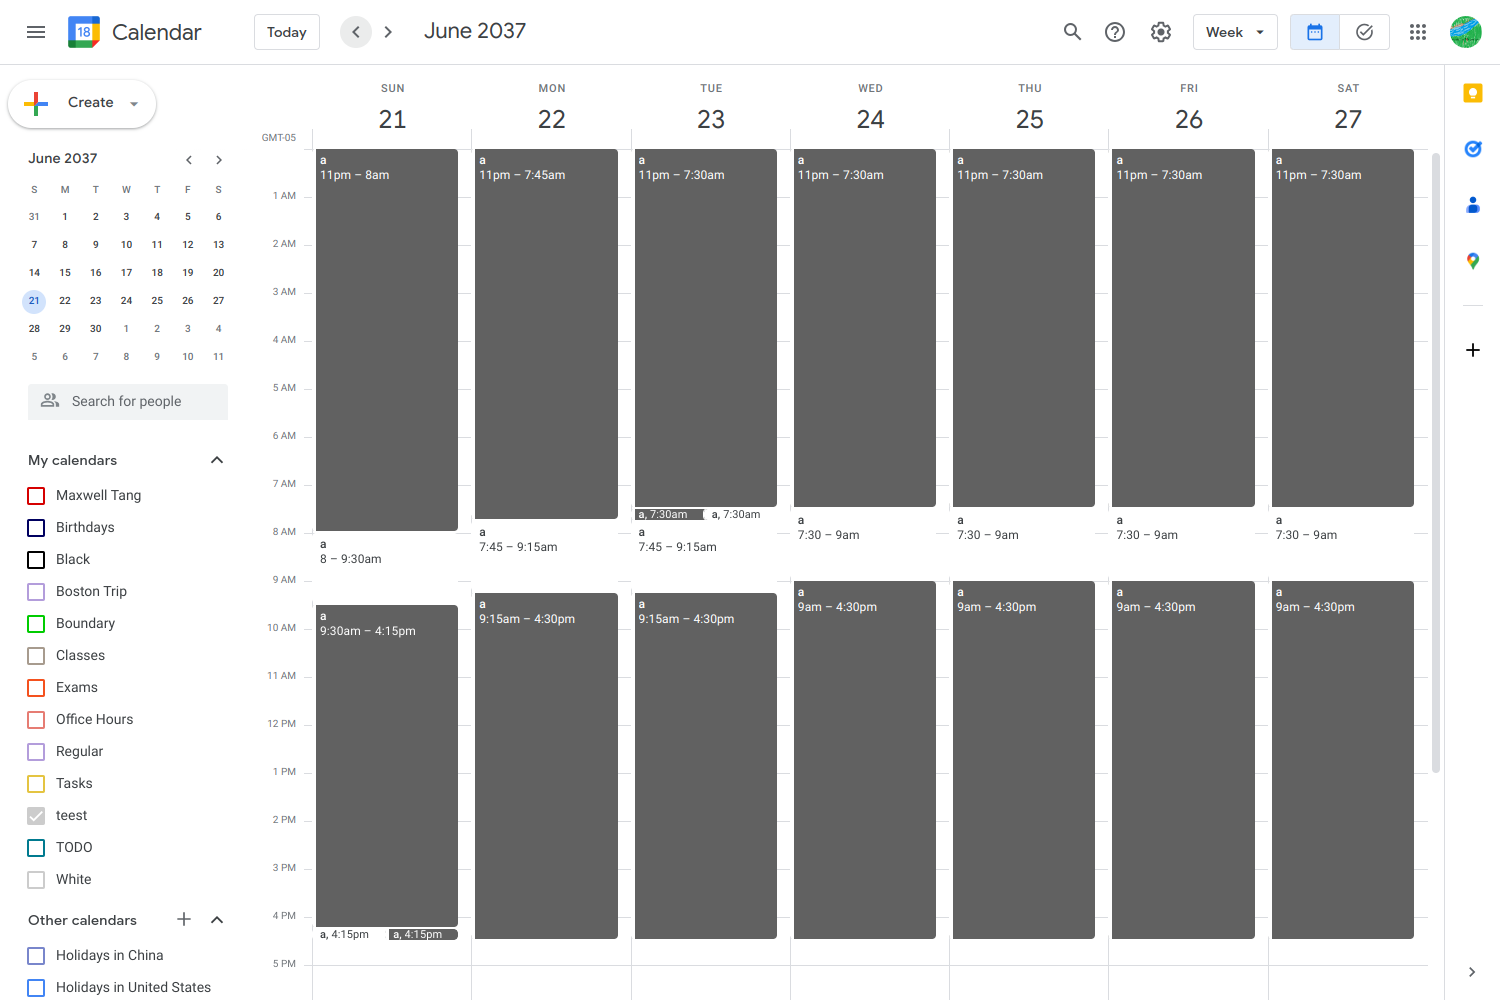 18 Calendar Today June 2037 Week
Create
SUN MON TUE WED THU FRI SAT
21 22 23 24 25 26 27
GMT-05
June 2037
S M T W T F S
31 1 2 3 4 5 6
7 8 9 10 11 12 13
14 15 16 17 18 19 20
21 22 23 24 25 26 27
28 29 30 1 2 3 4
5 6 7 8 9 10 11
Search for people
My calendars
Maxwell Tang
Birthdays
Black
Boston Trip
Boundary
Classes
Exams
Office Hours
Regular
Tasks
teest
TODO
White
Other calendars
Holidays in China
Holidays in United States
1 AM
2 AM
3 AM
4 AM
5 AM
6 AM
7 AM
8 AM
9 AM
10 AM
11 AM
12 PM
1 PM
2 PM
3 PM
4 PM
5 PM
a
11pm – 8am
a
8 – 9:30am
a
9:30am – 4:15pm
a, 4:15pm
a, 4:15pm
a
11pm – 7:45am
a
7:45 – 9:15am
a
9:15am – 4:30pm
a
11pm – 7:30am
a, 7:30am
a, 7:30am
a
7:45 – 9:15am
a
9:15am – 4:30pm
a
11pm – 7:30am
a
7:30 – 9am
a
9am – 4:30pm
a
11pm – 7:30am
a
7:30 – 9am
a
9am – 4:30pm
a
11pm – 7:30am
a
7:30 – 9am
a
9am – 4:30pm
a
11pm – 7:30am
a
7:30 – 9am
a
9am – 4:30pm